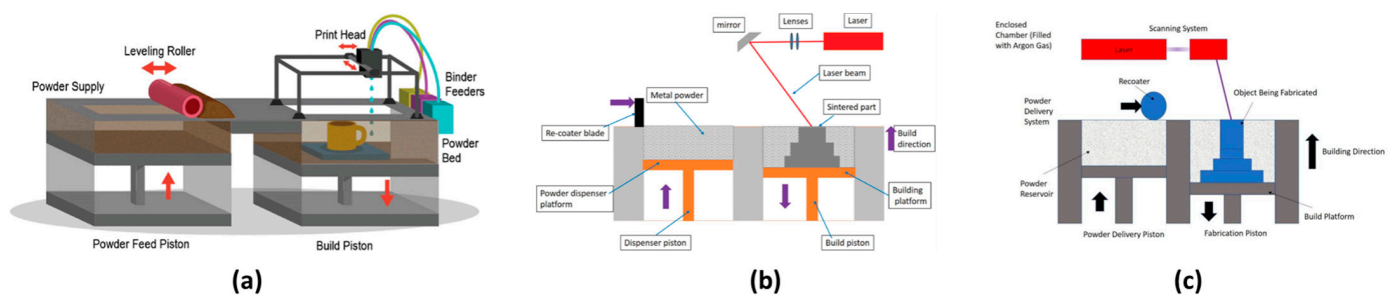 Print Head
Leveling Roller
Powder Supply
Binder
Feeders
Powder
Bed
Powder Feed Piston
Build Piston
(a)
mirror
Lenses
Laser
Laser beam
Metal powder
Sintered part
Re-coater blade
Build
direction
Powder dispenser
platform
Building
platform
Dispenser piston
Build piston
(b)
Enclosed
Chamber (Filled
with Argon Gas)
Scanning System
Laser
Recoater
Object Being Fabricated
Powder
Delivery
System
Building Direction
Powder
Reservoir
Build Platform
Powder Delivery Piston
Fabrication Piston
(c)